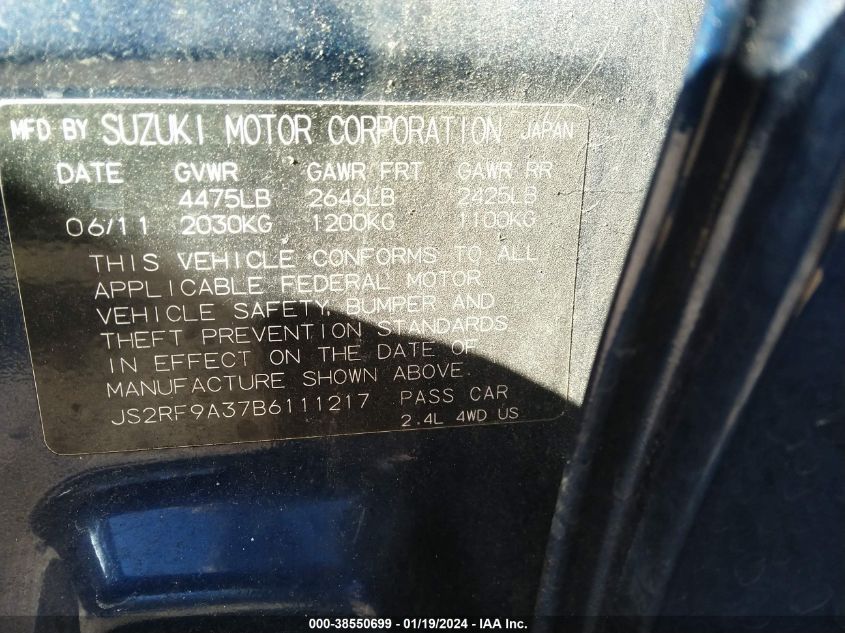 MFD BY SUZUKI MOTOR CORPORATION JAPAN
DATE GVWR GAWR FRT GAWR RR
4475LB 2646LB 2425LB
06/11 2030KG 1200KG 1100KG
THIS VEHICLE CONFORMS TO ALL
APPLICABLE FEDERAL MOTOR
VEHICLE SAFETY, BUMPER AND
THEFT PREVENTION STANDARDS
IN EFFECT ON THE DATE OF
MANUFACTURE SHOWN ABOVE.
JS2RF9A37B6111217 PASS CAR
2.4L 4WD US
000-38550699 - 01/19/2024 - IAA Inc.